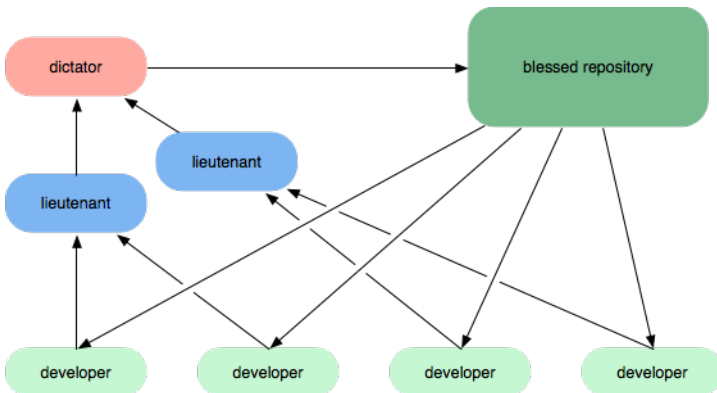 dictator
blessed repository
lieutenant
lieutenant
developer
developer
developer
developer